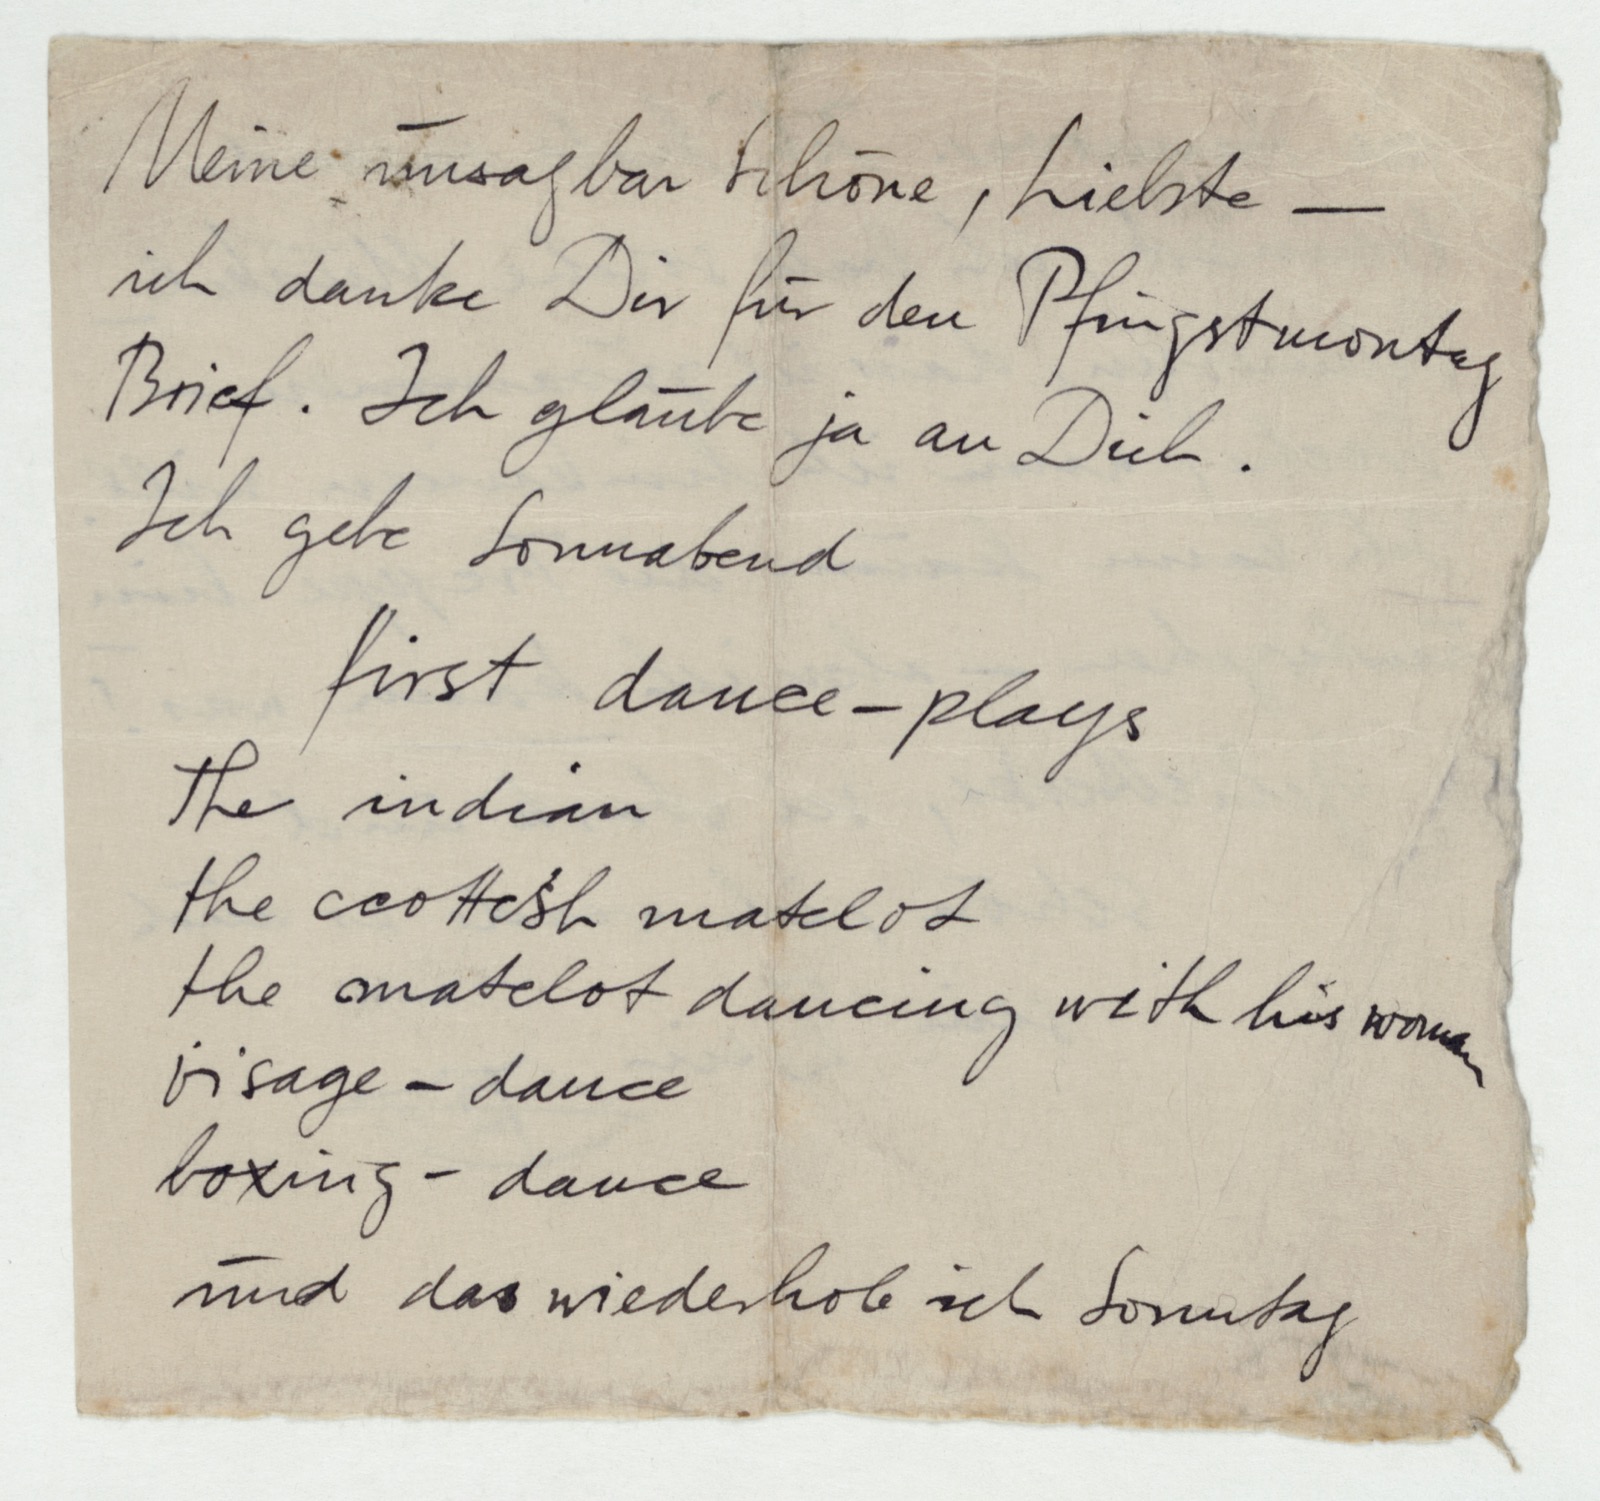 Meine unsagbar schöne, Liebste —
ich danke Dir für den Pfingstmontag
Brief. Ich glaube ja an Dich.
Ich gebe Sonnabend
first dance-plays
The indian
the ccottish matelot
the matelot dancing with his woman
visage - dance
boxing - dance
und das wiederhole ich Sonntag